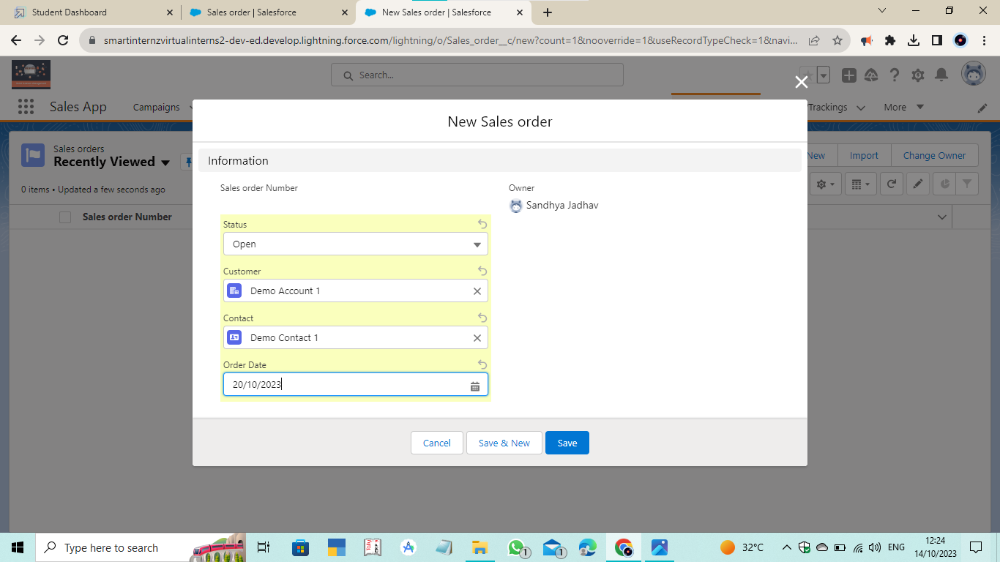 Student Dashboard
Sales order | Salesforce
New Sales order | Salesforce
smartinternzvirtualinterns2-dev-ed.develop.lightning.force.com/lightning/o/Sales_order__c/new?count=1&nooverride=1&useRecordTypeCheck=1&navi...
Search...
Sales App
Campaigns
Trackings
More
New Sales order
Sales orders
Recently Viewed
New
Import
Change Owner
0 items • Updated a few seconds ago
Sales order Number
Information
Sales order Number
Owner
Sandhya Jadhav
Status
Open
Customer
Demo Account 1
Contact
Demo Contact 1
Order Date
20/10/2023
Cancel
Save & New
Save
Type here to search
1
1
32°C
ENG
12:24
14/10/2023